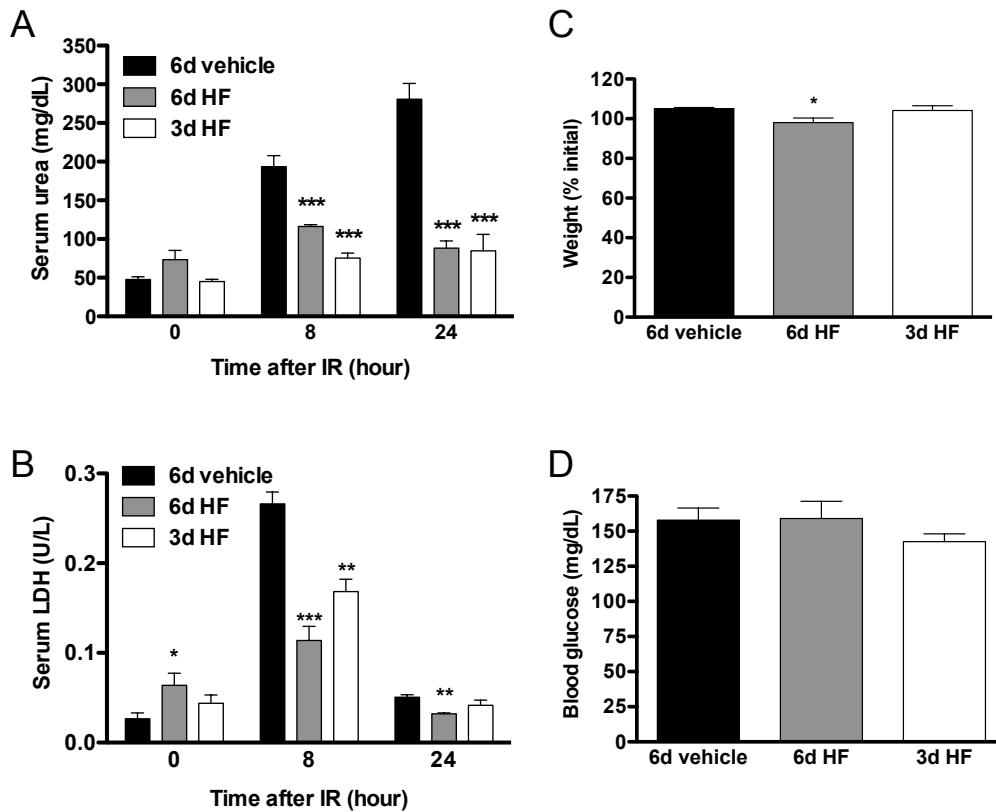 A
350
300
250
200
150
100
50
0
Serum urea (mg/dL)
6d vehicle
6d HF
3d HF
***
***
***
***
0 8 24
Time after IR (hour)
B
0.3
0.2
0.1
0.0
Serum LDH (U/L)
6d vehicle
6d HF
3d HF
*
***
**
**
0 8 24
Time after IR (hour)
C
120
100
80
60
40
20
0
Weight (% initial)
*
6d vehicle 6d HF 3d HF
D
175
150
125
100
75
50
25
0
Blood glucose (mg/dL)
6d vehicle 6d HF 3d HF